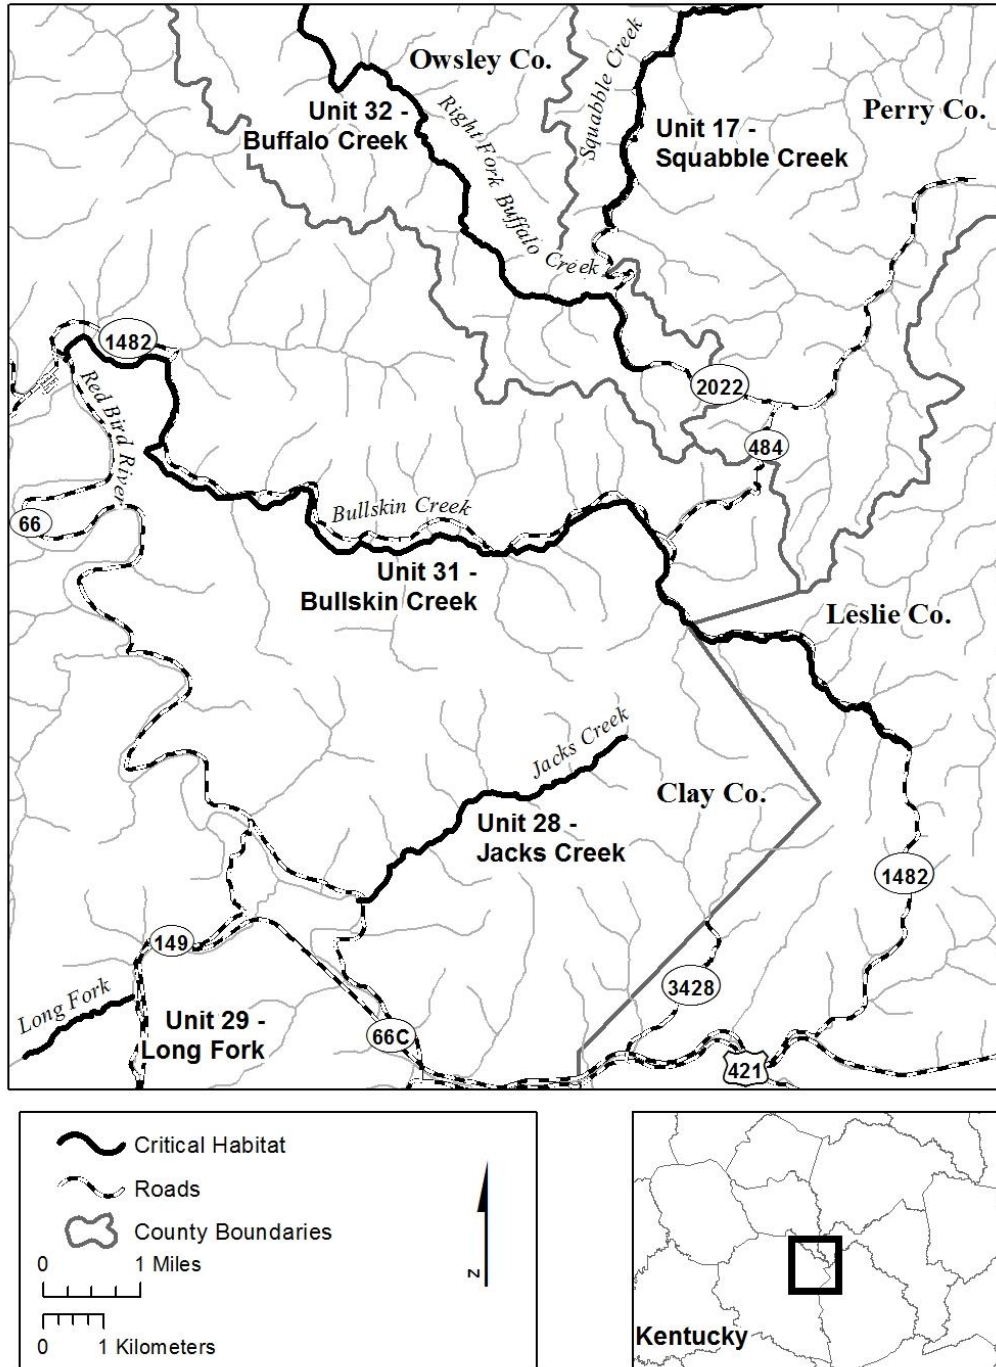 Owsley Co.
Squabble Creek
Perry Co.
Unit 32 -
Buffalo Creek
Right Fork Buffalo Creek
Unit 17 -
Squabble Creek
1482
2022
Red Bird River
484
66
Bullskin Creek
Unit 31 -
Bullskin Creek
Leslie Co.
Jacks Creek
Clay Co.
Unit 28 -
Jacks Creek
1482
149
3428
Long Fork
Unit 29 -
Long Fork
66C
421
Critical Habitat
Roads
County Boundaries
0 1 Miles
0 1 Kilometers
N
Kentucky